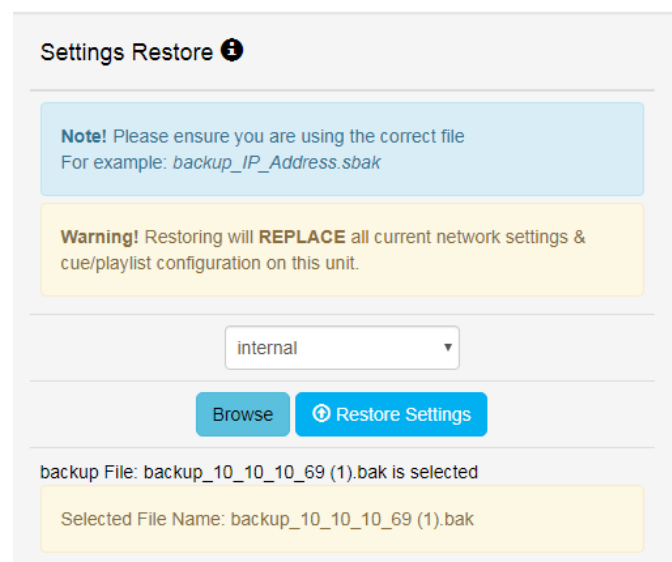 Settings Restore
Note! Please ensure you are using the correct file
For example: backup_IP_Address.sbak
Warning! Restoring will REPLACE all current network settings &
cue/playlist configuration on this unit.
internal
Browse
Restore Settings
backup File: backup_10_10_10_69 (1).bak is selected
Selected File Name: backup_10_10_10_69 (1).bak